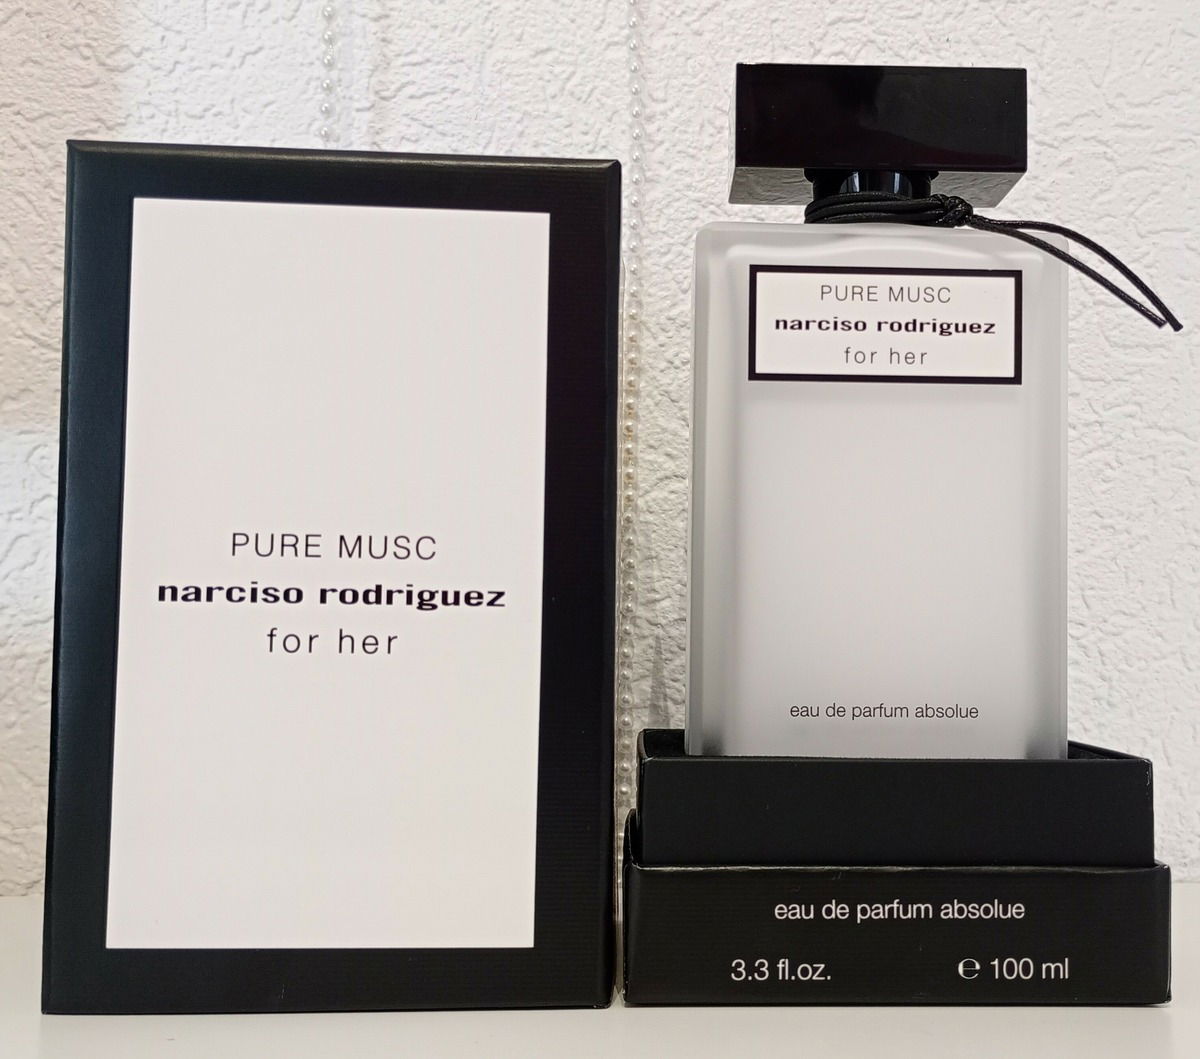 PURE MUSC
narciso rodriguez
for her
PURE MUSC
narciso rodriguez
for her
eau de parfum absolue
eau de parfum absolue
3.3 fl.oz. ℮ 100 ml